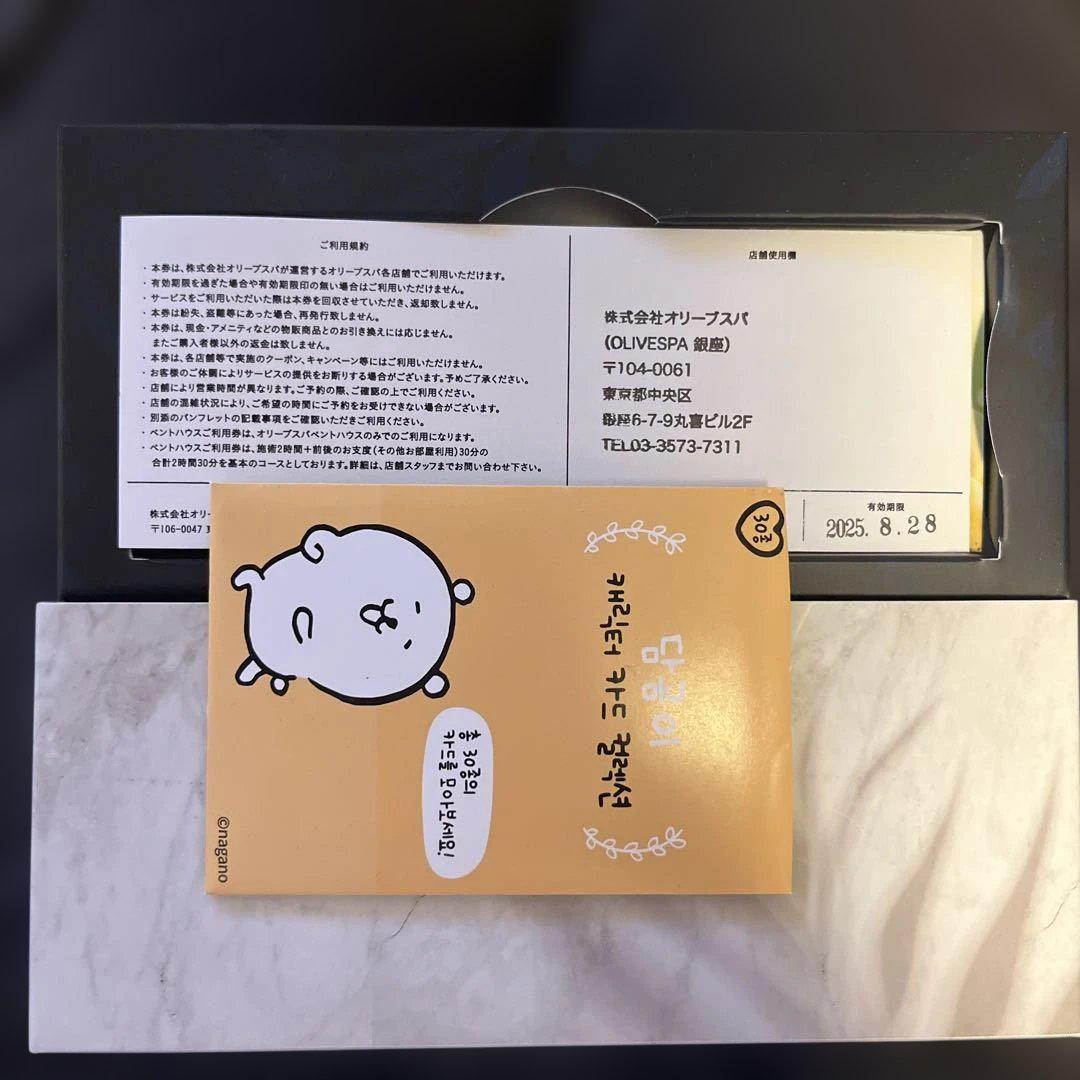 ご利用規約
・本券は、株式会社オリーブスパが運営するオリーブスパ各店舗でご利用いただけます。
・有効期限を過ぎた場合や有効期限印の無い場合はご利用いただけません。
・サービスをご利用いただいた際は本券を回収させていただき、返却致しません。
・本券は紛失、盗難等にあった場合、再発行致しません。
・本券は、現金・アメニティなどの物販商品とのお引き換えには応じません。
またご購入者様以外の返金は致しません。
・本券は、各店舗等で実施のクーポン、キャンペーン等にはご利用いただけません。
・お客様のご体調によりサービスの提供をお断りする場合がございます。予めご了承ください。
・店舗により営業時間が異なります。ご予約の際、ご確認の上でご利用ください。
・店舗の混雑状況により、ご希望の時間にご予約をお受けできない場合がございます。
・別添のパンフレットの記載事項をご確認いただきご利用ください。
・ペントハウスご利用券は、オリーブスパペントハウスのみでのご利用になります。
・ペントハウスご利用券は、施術2時間+前後のお支度(その他お部屋利用)30分の
合計2時間30分を基本のコースとしております。詳細は、店舗スタッフまでお問い合わせ下さい。
株式会社オリー
〒106-0047
店舗使用欄
株式会社オリーブスパ
(OLIVESPA 銀座)
〒104-0061
東京都中央区
銀座6-7-9丸喜ビル2F
TEL03-3573-7311
有効期限
2025. 8.28
30종
캐릭터 카드 컬렉션
담곰이
총 30종의
카드를 모아보세요!
©nagano